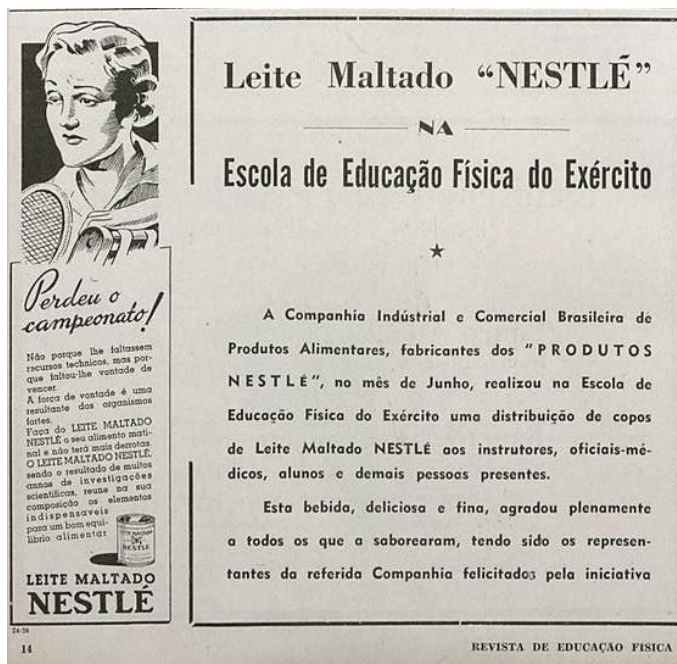 Perdeu o
campeonato!
Não porque lhe faltassem
recursos technicos, mas por-
que faltou-lhe vontade de
vencer.
A força de vontade é uma
resultante dos organismos
fortes.
Faça do LEITE MALTADO
NESTLÉ o seu alimento mati-
nal e não terá mais derrotas.
O LEITE MALTADO NESTLÉ,
sendo o resultado de muitos
annos de investigações
scientificas, reune na sua
composição os elementos
indispensaveis
para um bom equi-
librio alimentar
NESTLÉ
LEITE MALTADO
NESTLÉ
24-38
14
Leite Maltado “NESTLÉ”
NA
Escola de Educação Física do Exército
A Companhia Indústrial e Comercial Brasileira de
Produtos Alimentares, fabricantes dos "PRODUTOS
NESTLÉ", no mês de Junho, realizou na Escola de
Educação Física do Exército uma distribuição de copos
de Leite Maltado NESTLÉ aos instrutores, oficiais-mé-
dicos, alunos e demais pessoas presentes.
Esta bebida, deliciosa e fina, agradou plenamente
a todos os que a saborearam, tendo sido os represen-
tantes da referida Companhia felicitados pela iniciativa
REVISTA DE EDUCAÇÃO FISICA